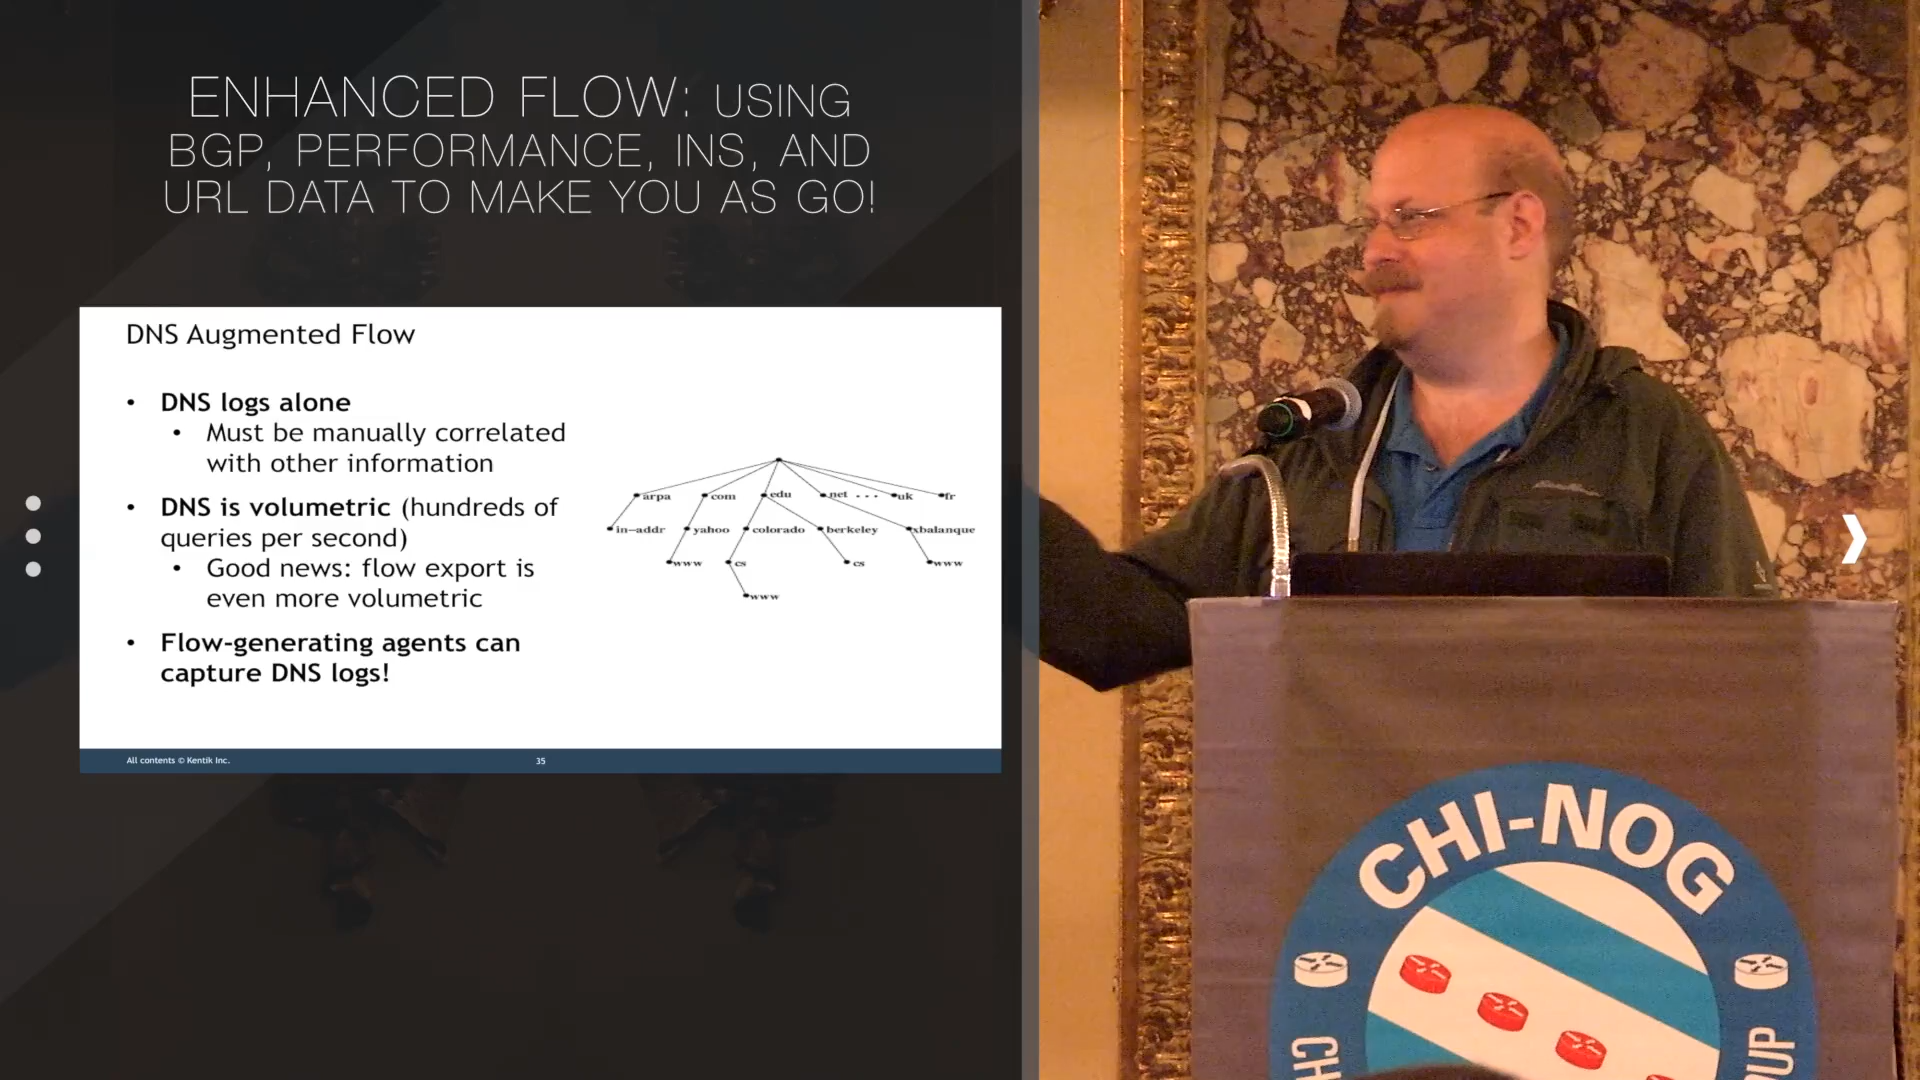 ENHANCED FLOW: USING
BGP, PERFORMANCE, INS, AND
URL DATA TO MAKE YOU AS GO!
DNS Augmented Flow
• DNS logs alone
• Must be manually correlated
with other information
• DNS is volumetric (hundreds of
queries per second)
• Good news: flow export is
even more volumetric
• Flow-generating agents can
capture DNS logs!
arpa com edu net ... uk fr
in-addr yahoo colorado berkeley xbalanque
www cs cs www
www
All contents © Kentik Inc. 35
CHI-NOG
CH
UP